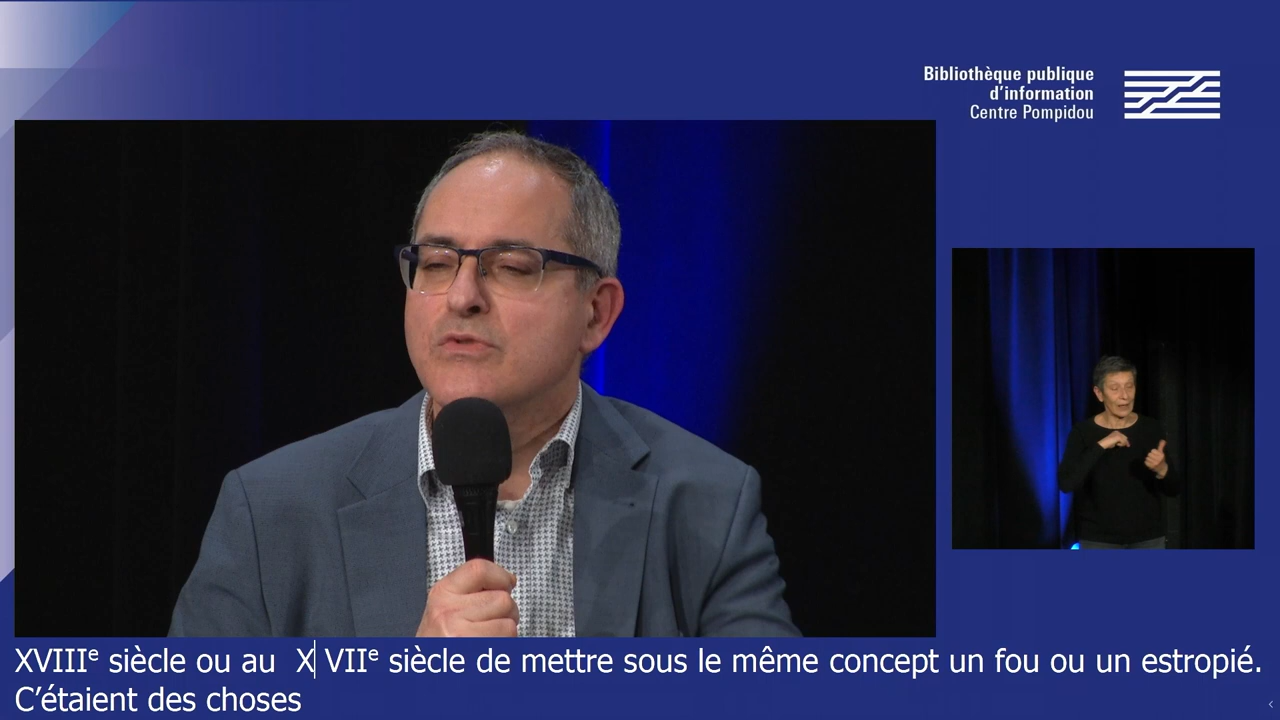 Bibliothèque publique
d'information
Centre Pompidou
XVIIIᵉ siècle ou au X VIIᵉ siècle de mettre sous le même concept un fou ou un estropié.
C'étaient des choses